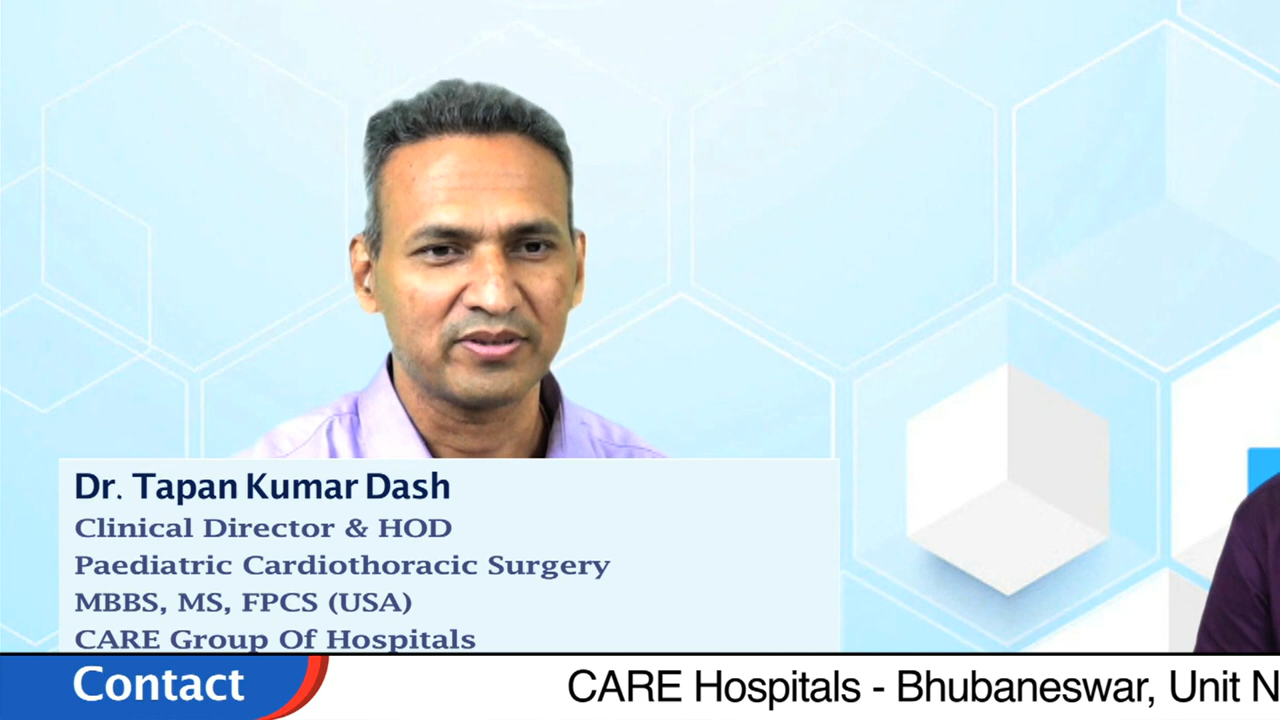 Dr. Tapan Kumar Dash
Clinical Director & HOD
Paediatric Cardiothoracic Surgery
MBBS, MS, FPCS (USA)
CARE Group Of Hospitals
Contact
CARE Hospitals - Bhubaneswar, Unit N